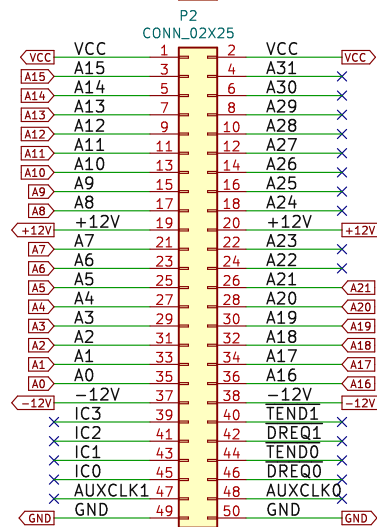 P2
CONN_02X25
VCC VCC 1 2 VCC VCC
A15 A15 3 4 A31
A14 A14 5 6 A30
A13 A13 7 8 A29
A12 A12 9 10 A28
A11 A11 11 12 A27
A10 A10 13 14 A26
A9 A9 15 16 A25
A8 A8 17 18 A24
+12V +12V 19 20 +12V +12V
A7 A7 21 22 A23
A6 A6 23 24 A22
A5 A5 25 26 A21 A21
A4 A4 27 28 A20 A20
A3 A3 29 30 A19 A19
A2 A2 31 32 A18 A18
A1 A1 33 34 A17 A17
A0 A0 35 36 A16 A16
-12V -12V 37 38 -12V -12V
IC3 39 40 TEND1
IC2 41 42 DREQ1
IC1 43 44 TEND0
IC0 45 46 DREQ0
AUXCLK1 47 48 AUXCLK0
GND GND 49 50 GND GND